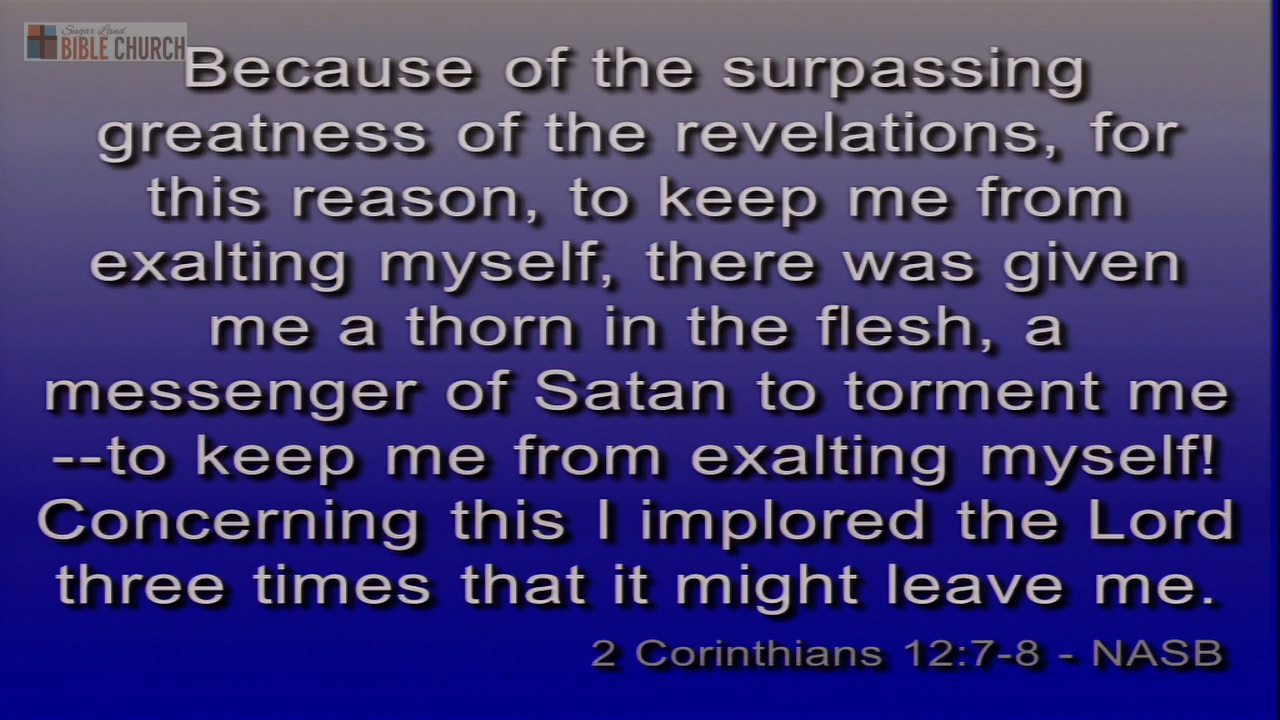 Sugar Land
BIBLE CHURCH
Because of the surpassing
greatness of the revelations, for
this reason, to keep me from
exalting myself, there was given
me a thorn in the flesh, a
messenger of Satan to torment me
--to keep me from exalting myself!
Concerning this I implored the Lord
three times that it might leave me.
2 Corinthians 12:7-8 - NASB